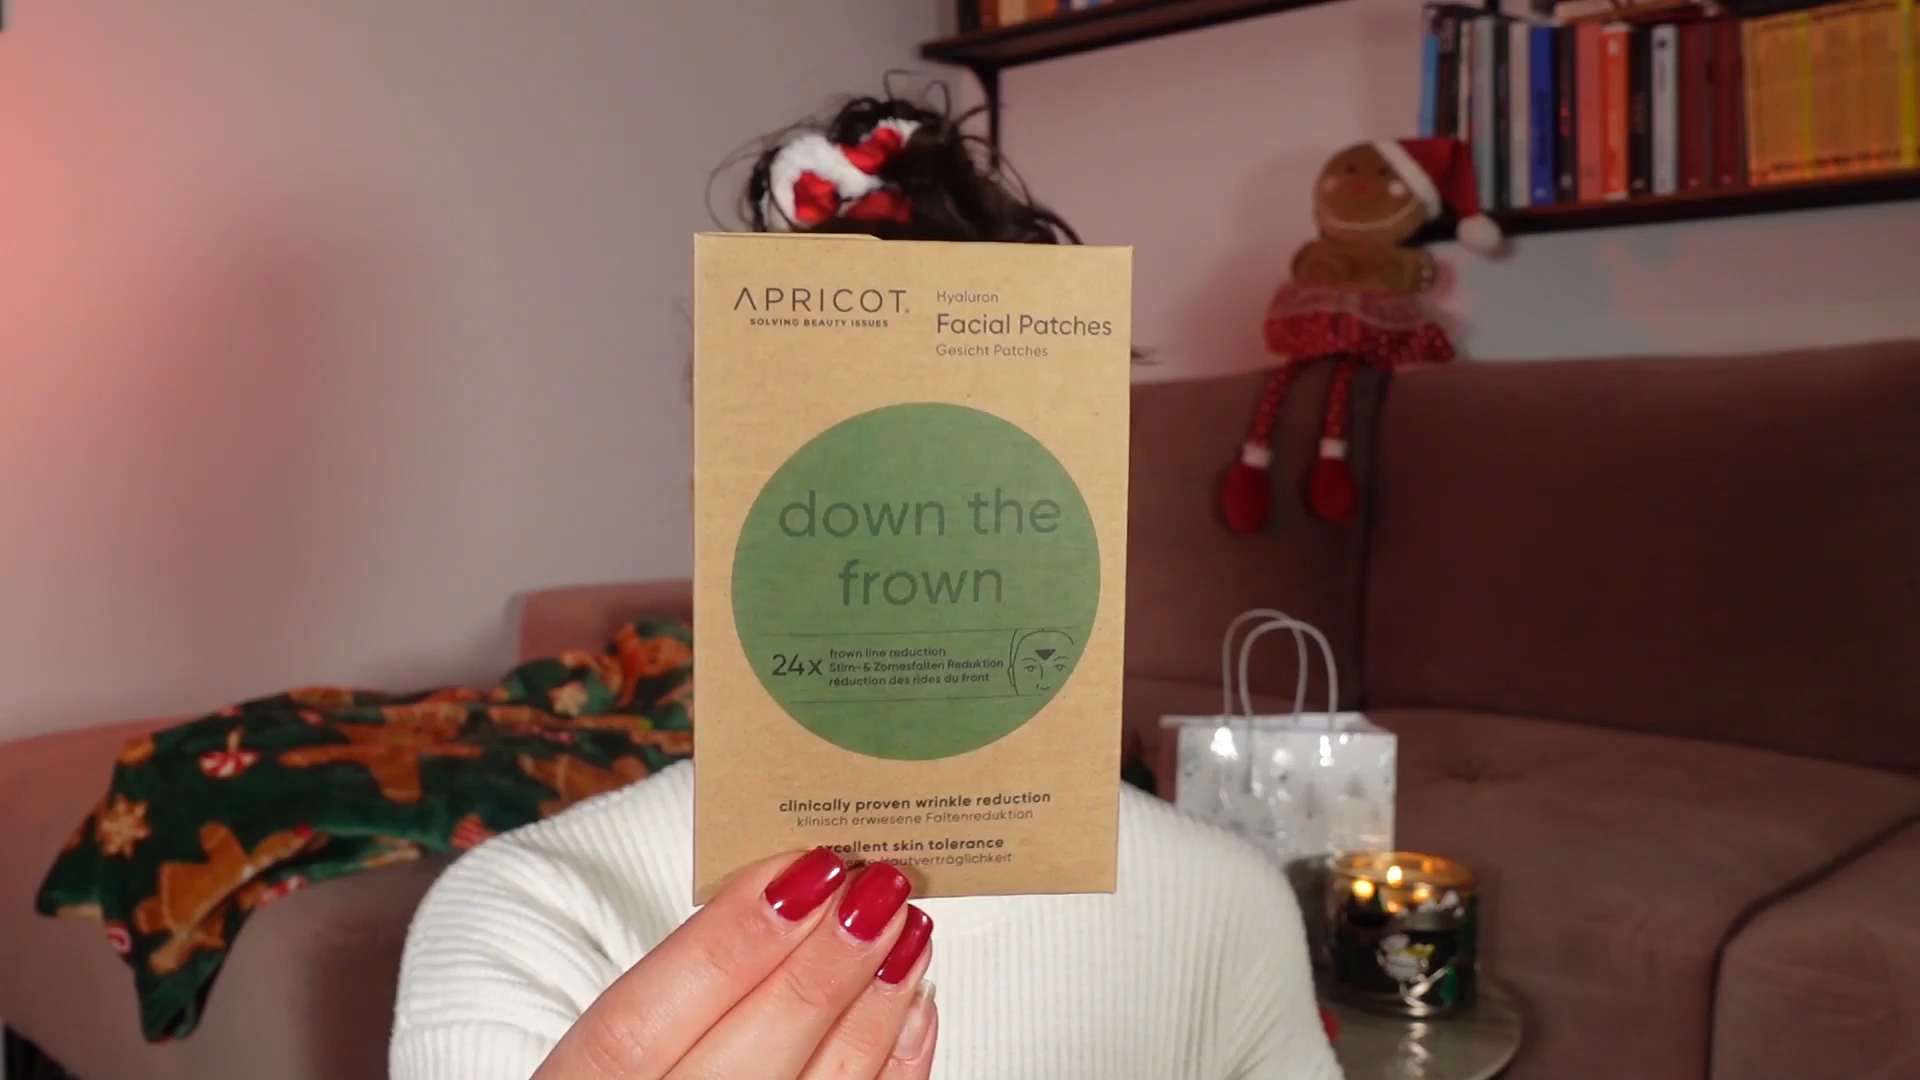 APRICOT
SOLVING BEAUTY ISSUES
Hyaluron
Facial Patches
Gesicht Patches
down the
frown
24x
frown line reduction
Stirn- & Zornesfalten Reduktion
réduction des rides du front
clinically proven wrinkle reduction
klinisch erwiesene Faltenreduktion
excellent skin tolerance
Hautverträglichkeit